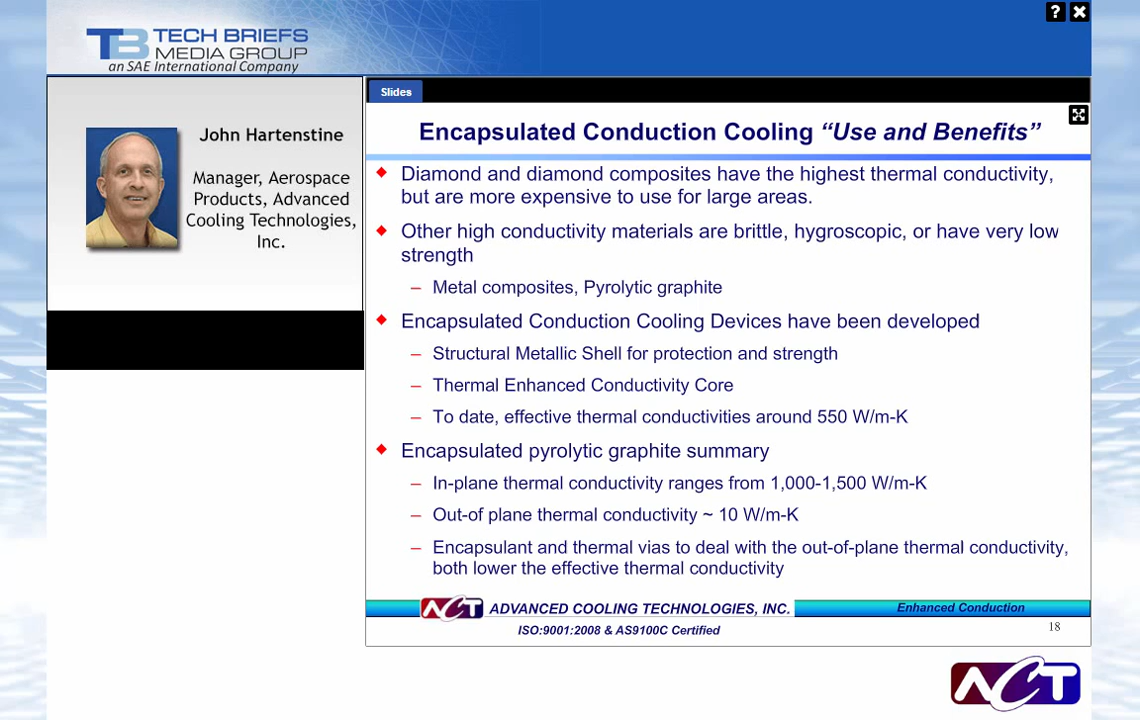 ? ×
TB TECH BRIEFS
MEDIA GROUP
an SAE International Company
Slides
John Hartenstine
Manager, Aerospace
Products, Advanced
Cooling Technologies,
Inc.
Encapsulated Conduction Cooling “Use and Benefits”
Diamond and diamond composites have the highest thermal conductivity,
but are more expensive to use for large areas.
Other high conductivity materials are brittle, hygroscopic, or have very low
strength
– Metal composites, Pyrolytic graphite
Encapsulated Conduction Cooling Devices have been developed
– Structural Metallic Shell for protection and strength
– Thermal Enhanced Conductivity Core
– To date, effective thermal conductivities around 550 W/m-K
Encapsulated pyrolytic graphite summary
– In-plane thermal conductivity ranges from 1,000-1,500 W/m-K
– Out-of plane thermal conductivity ~ 10 W/m-K
– Encapsulant and thermal vias to deal with the out-of-plane thermal conductivity,
both lower the effective thermal conductivity
ACT ADVANCED COOLING TECHNOLOGIES, INC. Enhanced Conduction
ISO:9001:2008 & AS9100C Certified
18
ACT